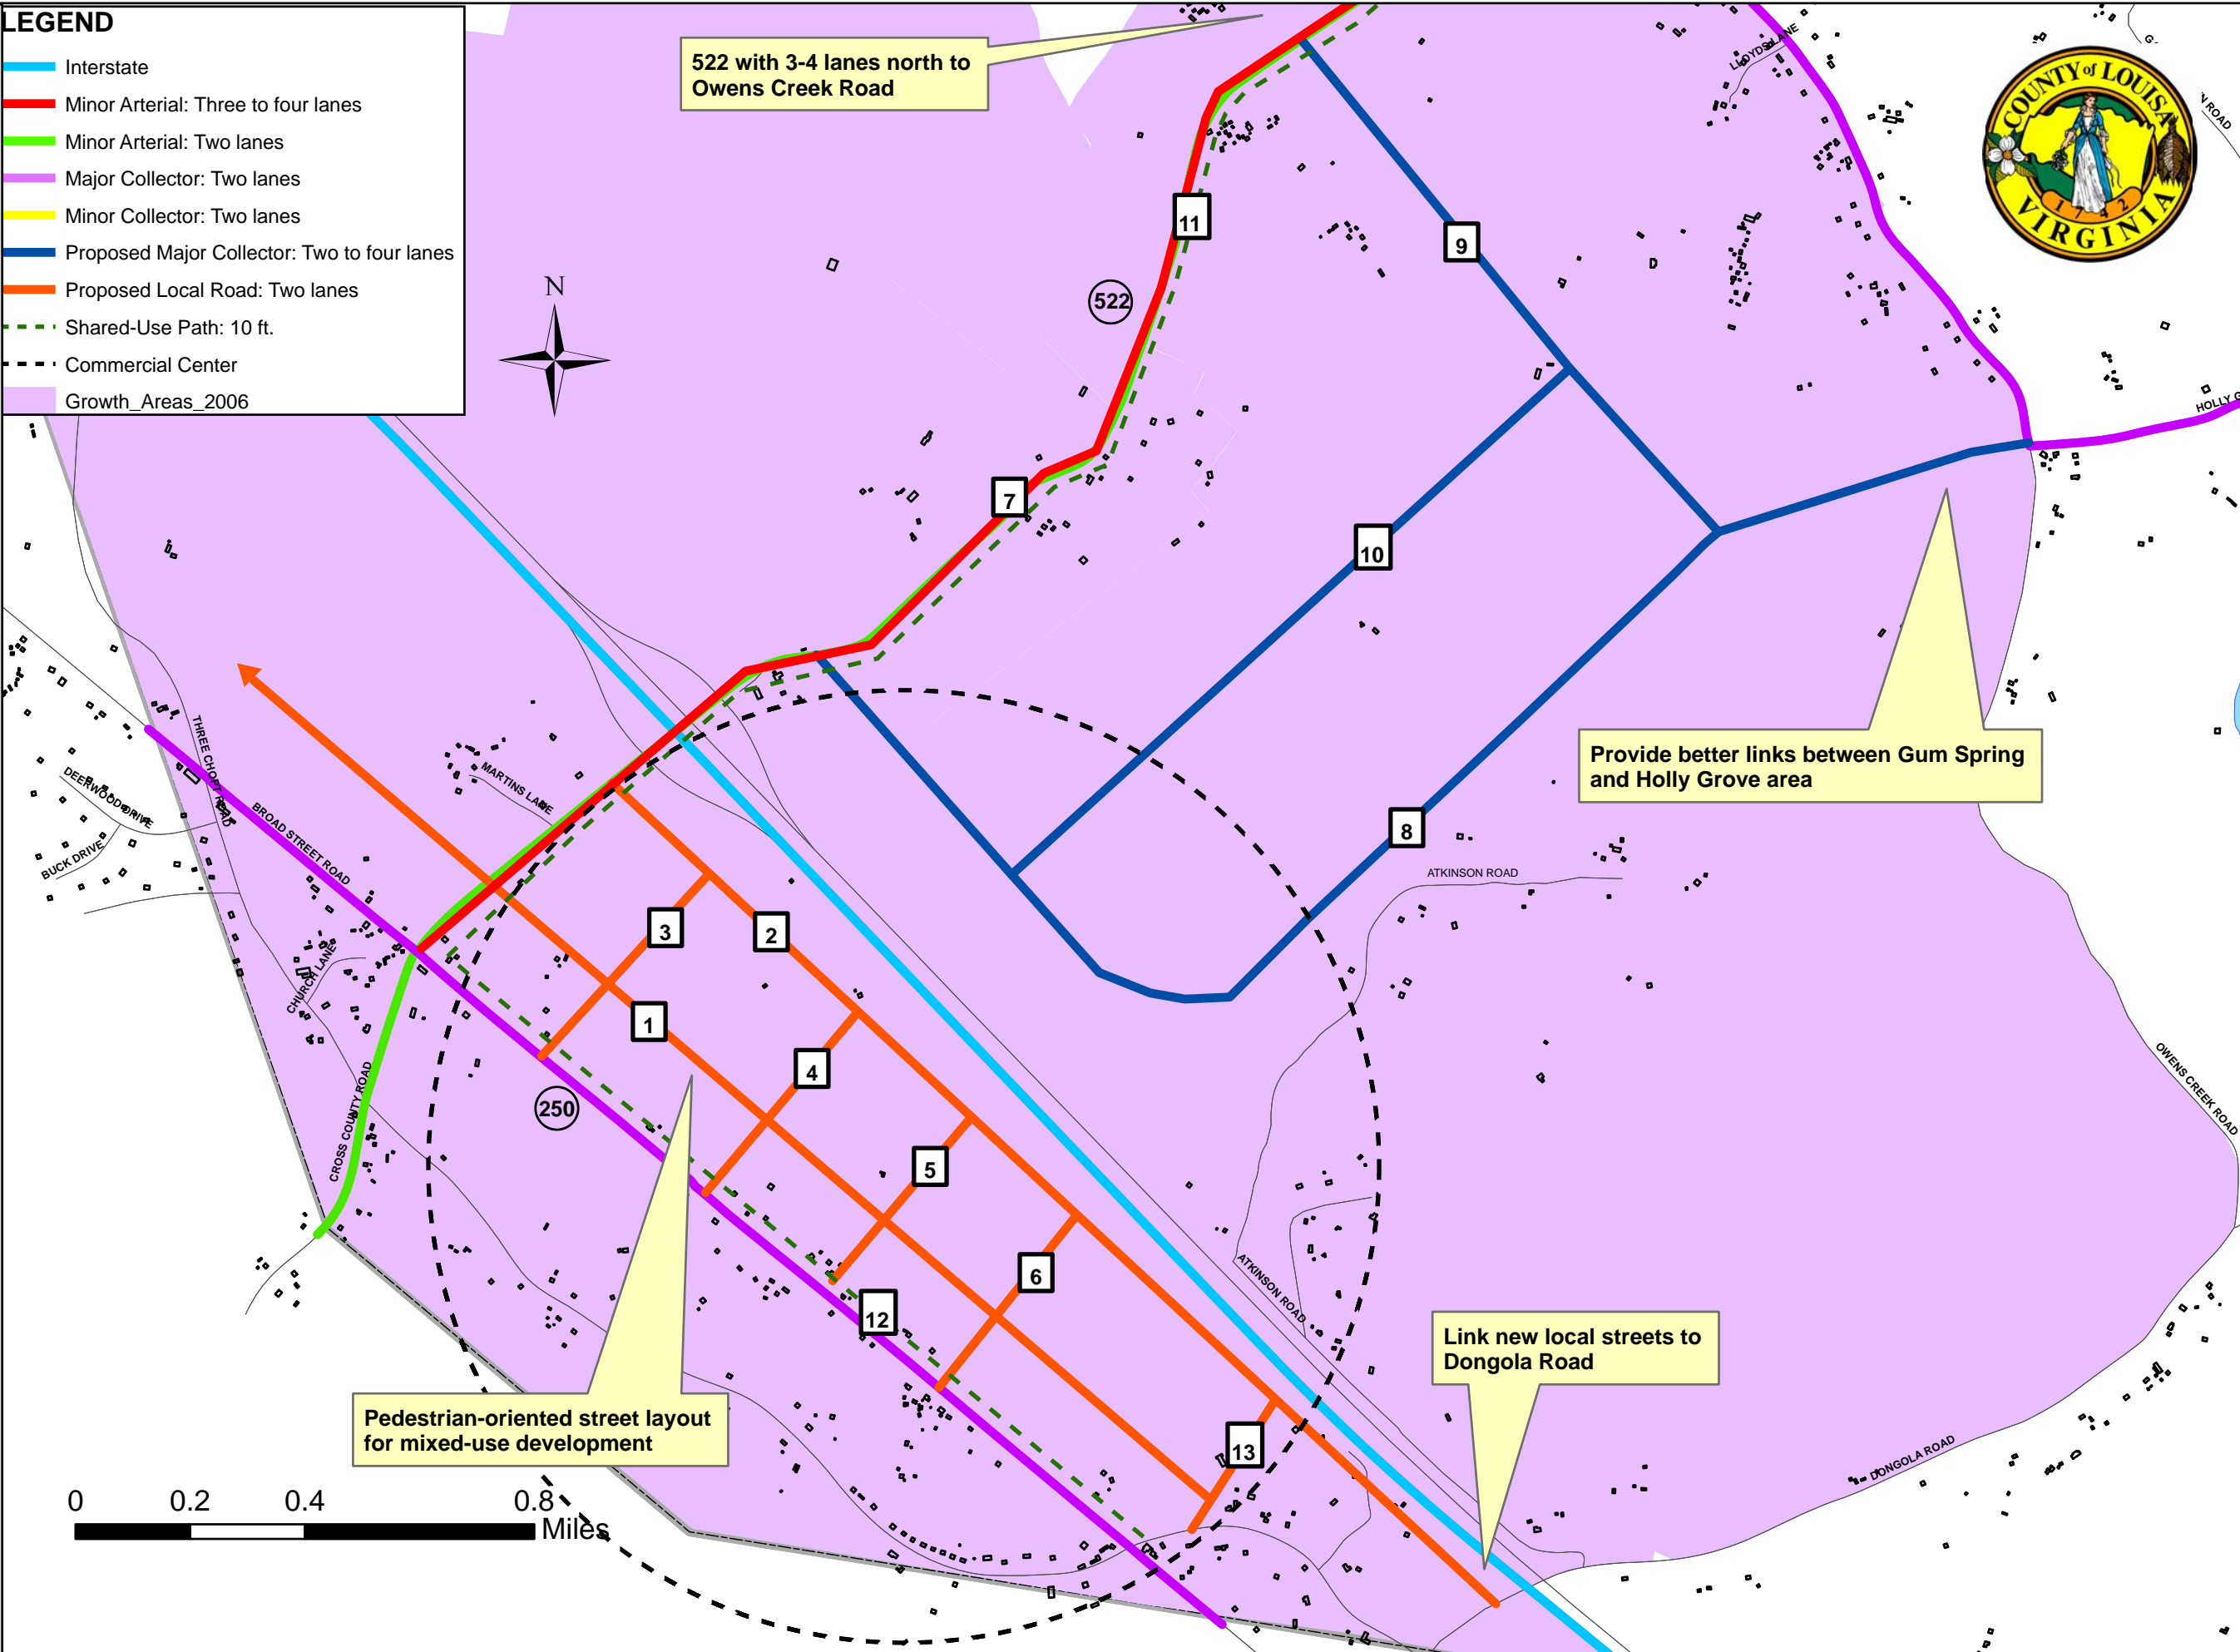 LEGEND
Interstate
Minor Arterial: Three to four lanes
Minor Arterial: Two lanes
Major Collector: Two lanes
Minor Collector: Two lanes
Proposed Major Collector: Two to four lanes
Proposed Local Road: Two lanes
Shared-Use Path: 10 ft.
Commercial Center
Growth_Areas_2006
522 with 3-4 lanes north to
Owens Creek Road
LLOYDS LANE
COUNTY of LOUISA
1742
VIRGINIA
N ROAD
N
11
9
522
HOLLY G
7
10
THREE CHOPT ROAD
DEERWOOD DRIVE
BUCK DRIVE
BROAD STREET ROAD
MARTINS LANE
Provide better links between Gum Spring
and Holly Grove area
8
ATKINSON ROAD
3
2
CHURCH LANE
1
4
250
CROSS COUNTY ROAD
5
OWENS CREEK ROAD
6
ATKINSON ROAD
12
Link new local streets to
Dongola Road
Pedestrian-oriented street layout
for mixed-use development
13
DONGOLA ROAD
0 0.2 0.4 0.8
Miles